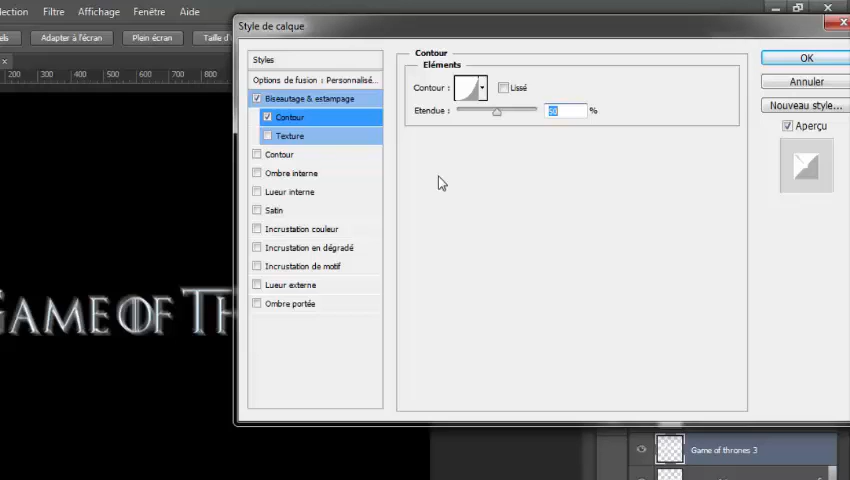 lection Filtre Affichage Fenêtre Aide
els Adapter à l'écran Plein écran Taille d'i
200 300 400 500 600 700 800
Style de calque
Styles
Options de fusion : Personnalisé...
Biseautage & estampage
Contour
Texture
Contour
Ombre interne
Lueur interne
Satin
Incrustation couleur
Incrustation en dégradé
Incrustation de motif
Lueur externe
Ombre portée
Contour
Eléments
Contour : Lissé
Etendue : 50 %
OK
Annuler
Nouveau style...
Aperçu
GAME OF TH
Game of thrones 3